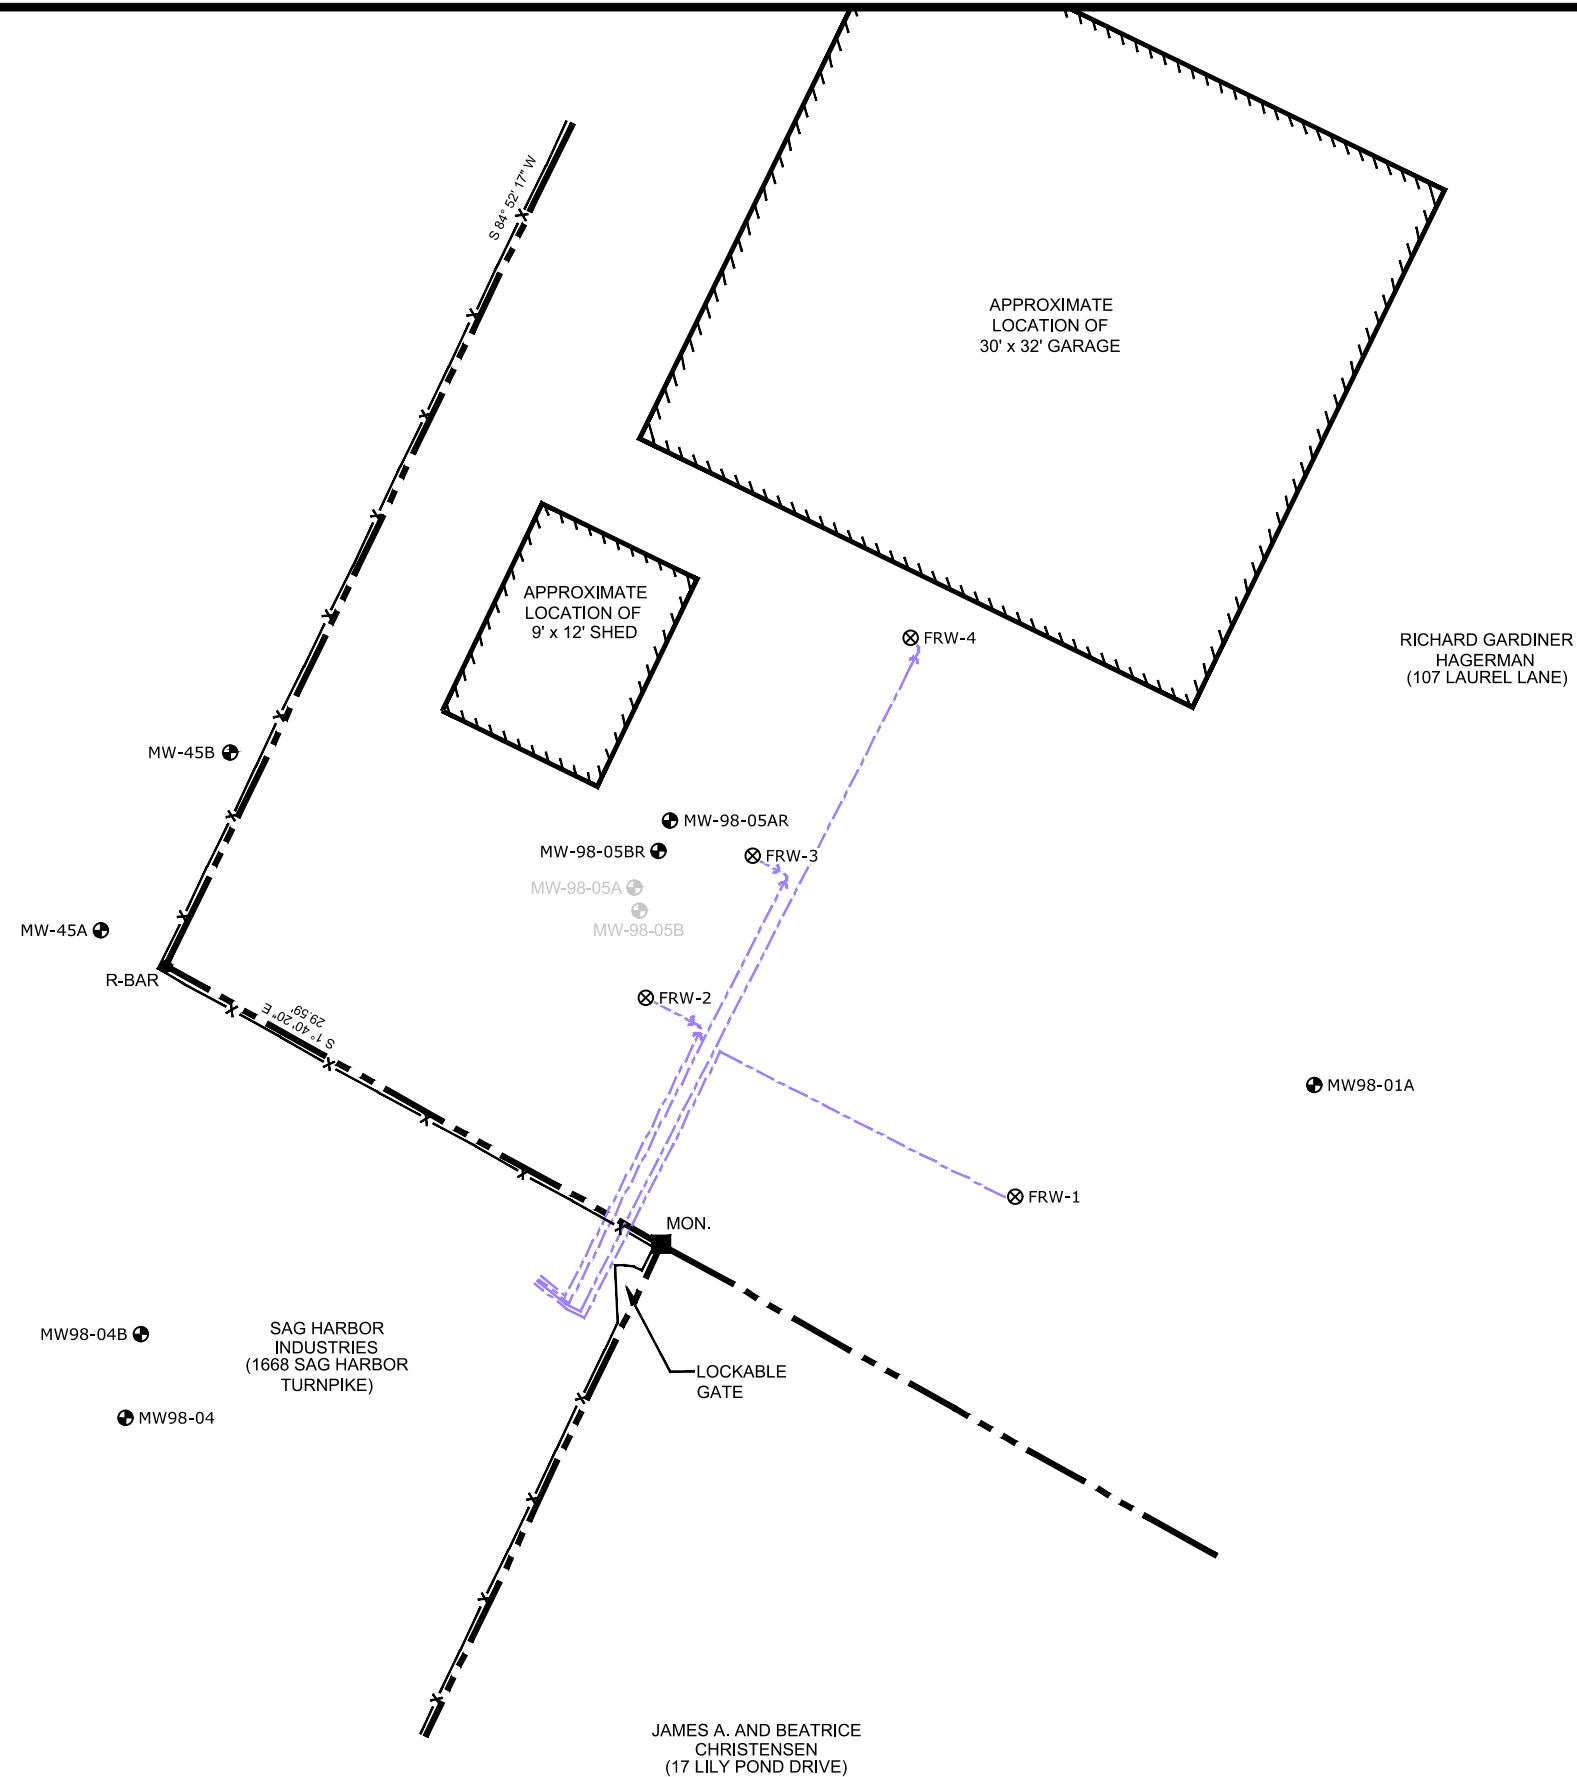 S 84° 52' 17" W
APPROXIMATE
LOCATION OF
30' x 32' GARAGE
APPROXIMATE
LOCATION OF
9' x 12' SHED
FRW-4
RICHARD GARDINER
HAGERMAN
(107 LAUREL LANE)
MW-45B
MW-98-05AR
MW-98-05BR
FRW-3
MW-98-05A
MW-98-05B
MW-45A
R-BAR
FRW-2
S 1° 40' 20" E
29.59'
MW98-01A
FRW-1
MON.
MW98-04B
SAG HARBOR
INDUSTRIES
(1668 SAG HARBOR
TURNPIKE)
LOCKABLE
GATE
MW98-04
JAMES A. AND BEATRICE
CHRISTENSEN
(17 LILY POND DRIVE)